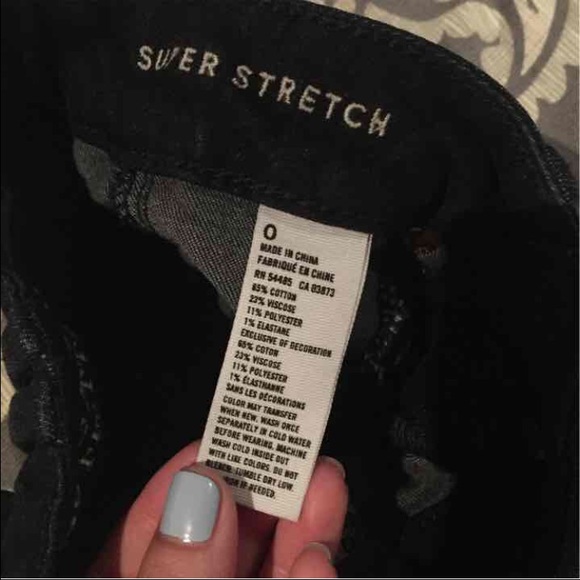 SUPER STRETCH
0
MADE IN CHINA
FABRIQUÉ EN CHINE
RN 54485 CA 03873
65% COTTON
23% VISCOSE
11% POLYESTER
1% ELASTANE
EXCLUSIVE OF DECORATION
65% COTON
23% VISCOSE
11% POLYESTER
1% ÉLASTHANNE
SANS LES DÉCORATIONS
COLOR MAY TRANSFER
WHEN NEW. WASH ONCE
SEPARATELY IN COLD WATER
BEFORE WEARING. MACHINE
WASH COLD INSIDE OUT
WITH LIKE COLORS. DO NOT
BLEACH. TUMBLE DRY LOW.
IF NEEDED.